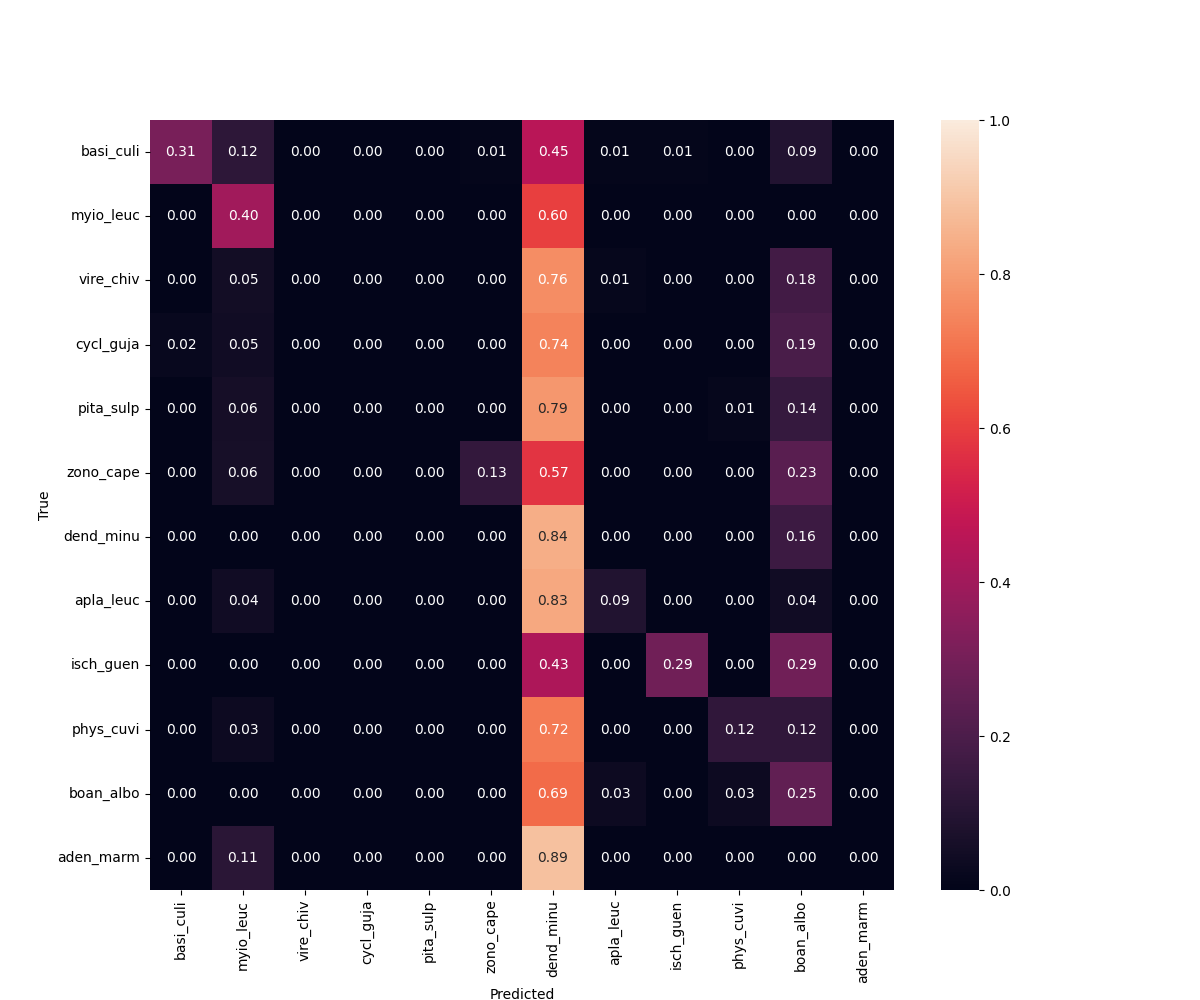 1.0
basi_culi 0.31 0.12 0.00 0.00 0.00 0.01 0.45 0.01 0.01 0.00 0.09 0.00
myio_leuc 0.00 0.40 0.00 0.00 0.00 0.00 0.60 0.00 0.00 0.00 0.00 0.00
vire_chiv 0.00 0.05 0.00 0.00 0.00 0.00 0.76 0.01 0.00 0.00 0.18 0.00
0.8
cycl_guja 0.02 0.05 0.00 0.00 0.00 0.00 0.74 0.00 0.00 0.00 0.19 0.00
pita_sulp 0.00 0.06 0.00 0.00 0.00 0.00 0.79 0.00 0.00 0.01 0.14 0.00
0.6
zono_cape 0.00 0.06 0.00 0.00 0.00 0.13 0.57 0.00 0.00 0.00 0.23 0.00
True
dend_minu 0.00 0.00 0.00 0.00 0.00 0.00 0.84 0.00 0.00 0.00 0.16 0.00
0.4
apla_leuc 0.00 0.04 0.00 0.00 0.00 0.00 0.83 0.09 0.00 0.00 0.04 0.00
isch_guen 0.00 0.00 0.00 0.00 0.00 0.00 0.43 0.00 0.29 0.00 0.29 0.00
phys_cuvi 0.00 0.03 0.00 0.00 0.00 0.00 0.72 0.00 0.00 0.12 0.12 0.00
0.2
boan_albo 0.00 0.00 0.00 0.00 0.00 0.00 0.69 0.03 0.00 0.03 0.25 0.00
aden_marm 0.00 0.11 0.00 0.00 0.00 0.00 0.89 0.00 0.00 0.00 0.00 0.00
0.0
basi_culi myio_leuc vire_chiv cycl_guja pita_sulp zono_cape dend_minu apla_leuc isch_guen phys_cuvi boan_albo aden_marm
Predicted